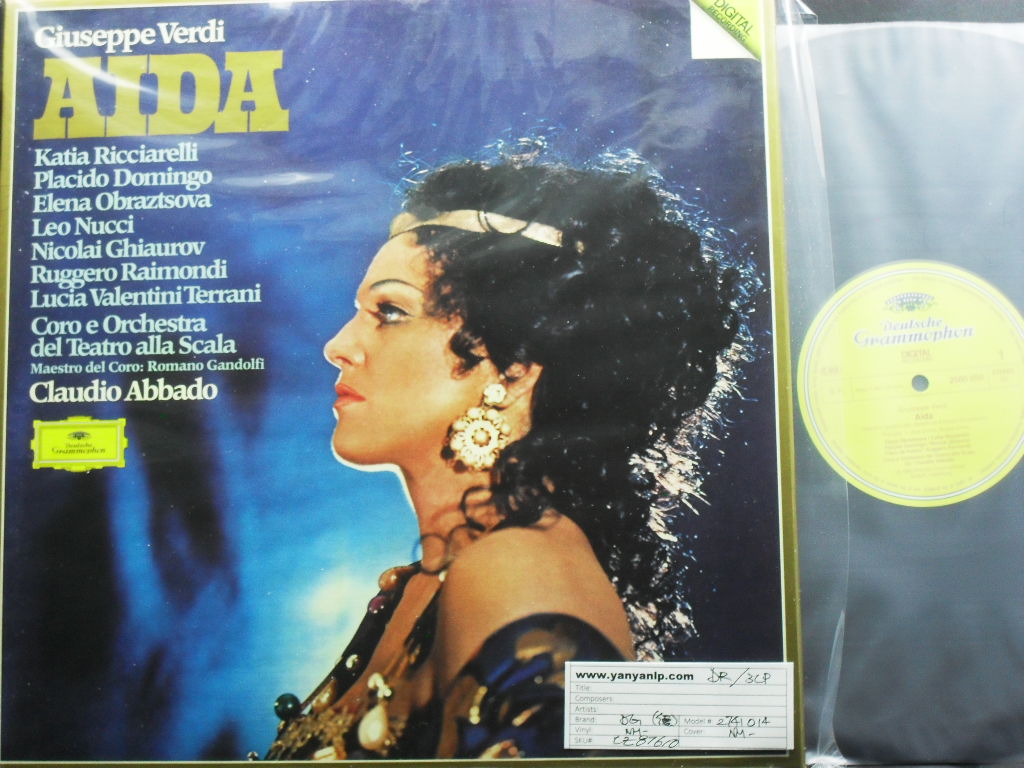 Giuseppe Verdi
AIDA
Katia Ricciarelli
Placido Domingo
Elena Obraztsova
Leo Nucci
Nicolai Ghiaurov
Ruggero Raimondi
Lucia Valentini Terrani
Coro e Orchestra
del Teatro alla Scala
Maestro del Coro: Romano Gandolfi
Claudio Abbado
Deutsche
Grammophon
DIGITAL
RECORDING
Deutsche
Grammophon
DIGITAL
Aida
www.yanyanlp.com DR/3LP
Title:
Composers:
Artists:
Brand: DG Model #: 2741 014
Vinyl: NM- Cover: NM-
SKU#: